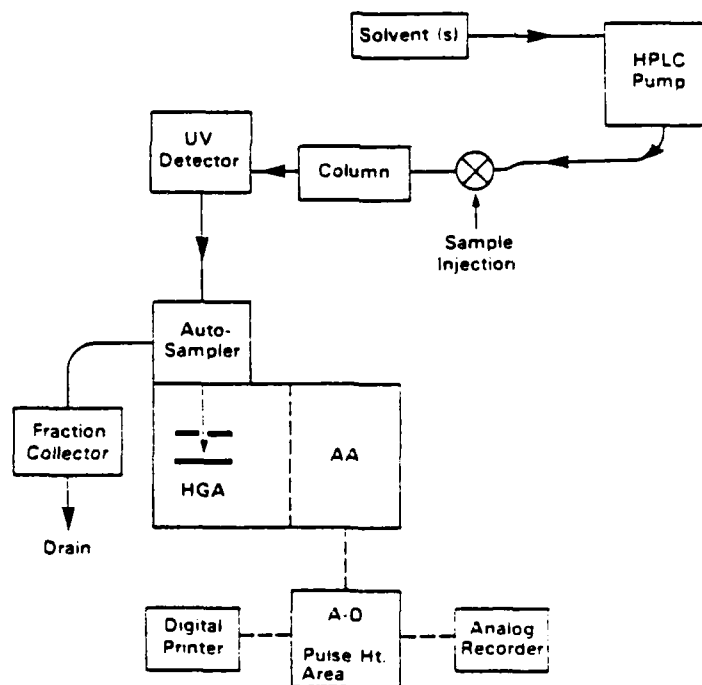 Solvent (s)
HPLC
Pump
UV
Detector
Column
Sample
Injection
Auto-
Sampler
Fraction
Collector
HGA
AA
Drain
Digital
Printer
A-D
Pulse Ht.
Area
Analog
Recorder